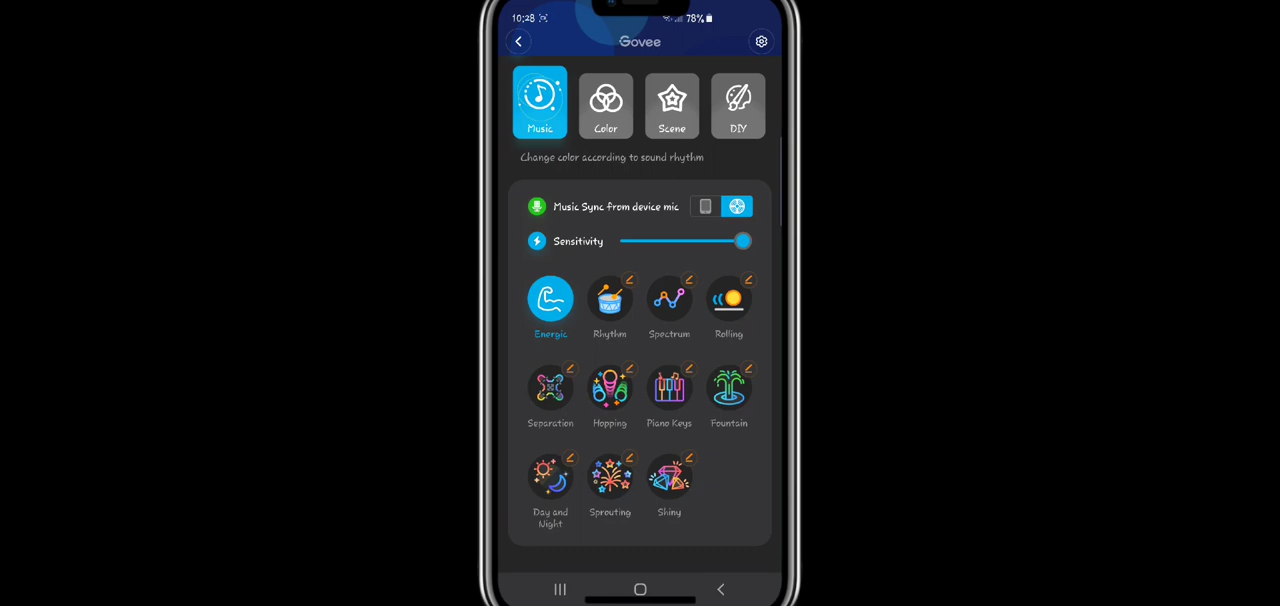 10:28 78%
Govee
Music Color Scene DIY
Change color according to sound rhythm
Music Sync from device mic
Sensitivity
Energic Rhythm Spectrum Rolling
Separation Hopping Piano Keys Fountain
Day and Night Sprouting Shiny